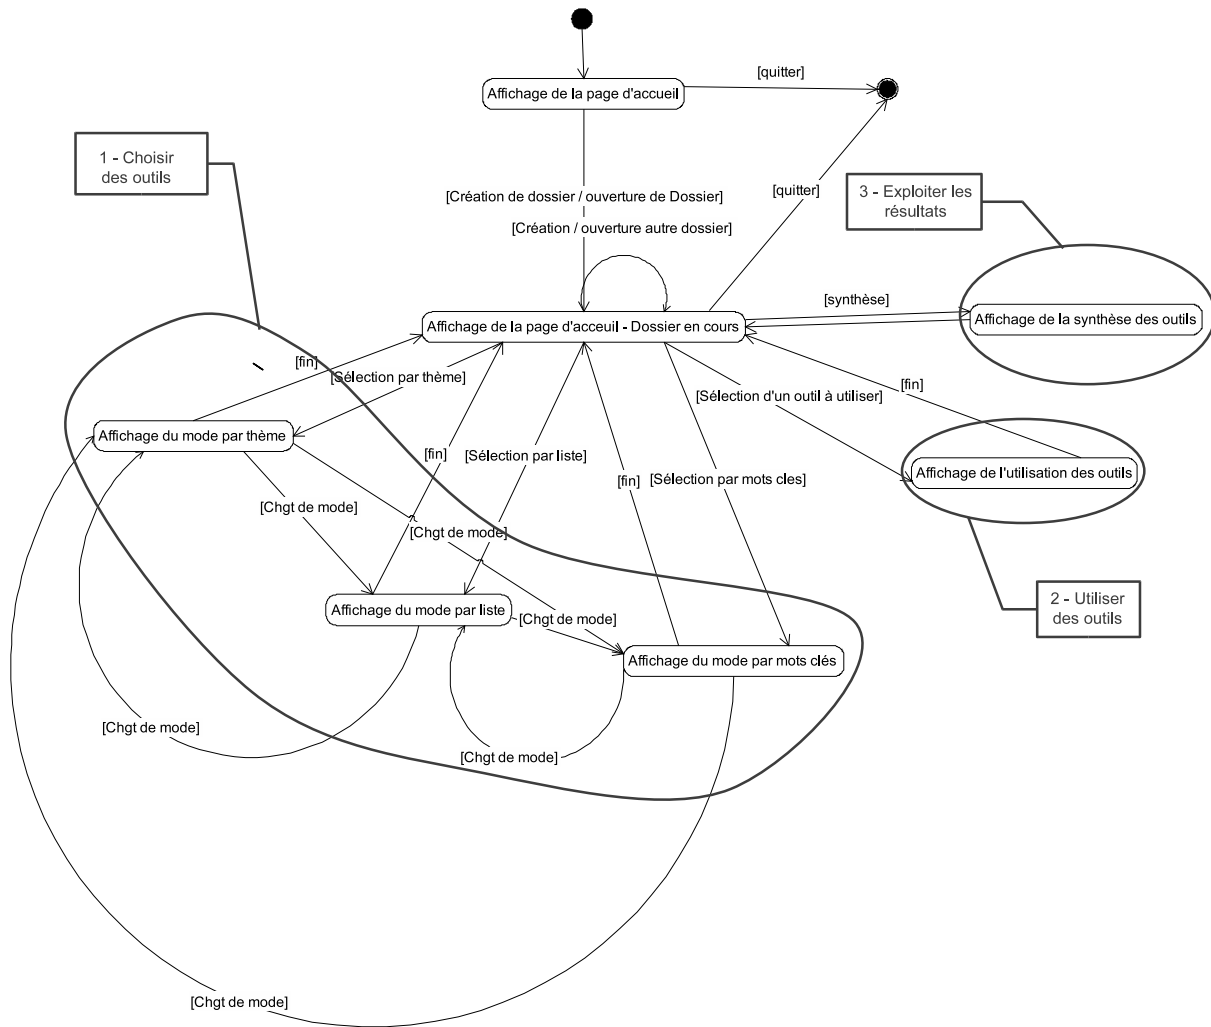 [quitter]
Affichage de la page d'accueil
1 - Choisir
des outils
[Création de dossier / ouverture de Dossier]
[quitter]
3 - Exploiter les
résultats
[Création / ouverture autre dossier]
[synthèse]
Affichage de la page d'acceuil - Dossier en cours
Affichage de la synthèse des outils
[fin]
[Sélection par thème]
[fin]
[Sélection d'un outil à utiliser]
Affichage du mode par thème
[fin]
[Sélection par liste]
Affichage de l'utilisation des outils
[fin]
[Sélection par mots cles]
[Chgt de mode]
[Chgt de mode]
2 - Utiliser
des outils
Affichage du mode par liste
[Chgt de mode]
Affichage du mode par mots clés
[Chgt de mode]
[Chgt de mode]
[Chgt de mode]